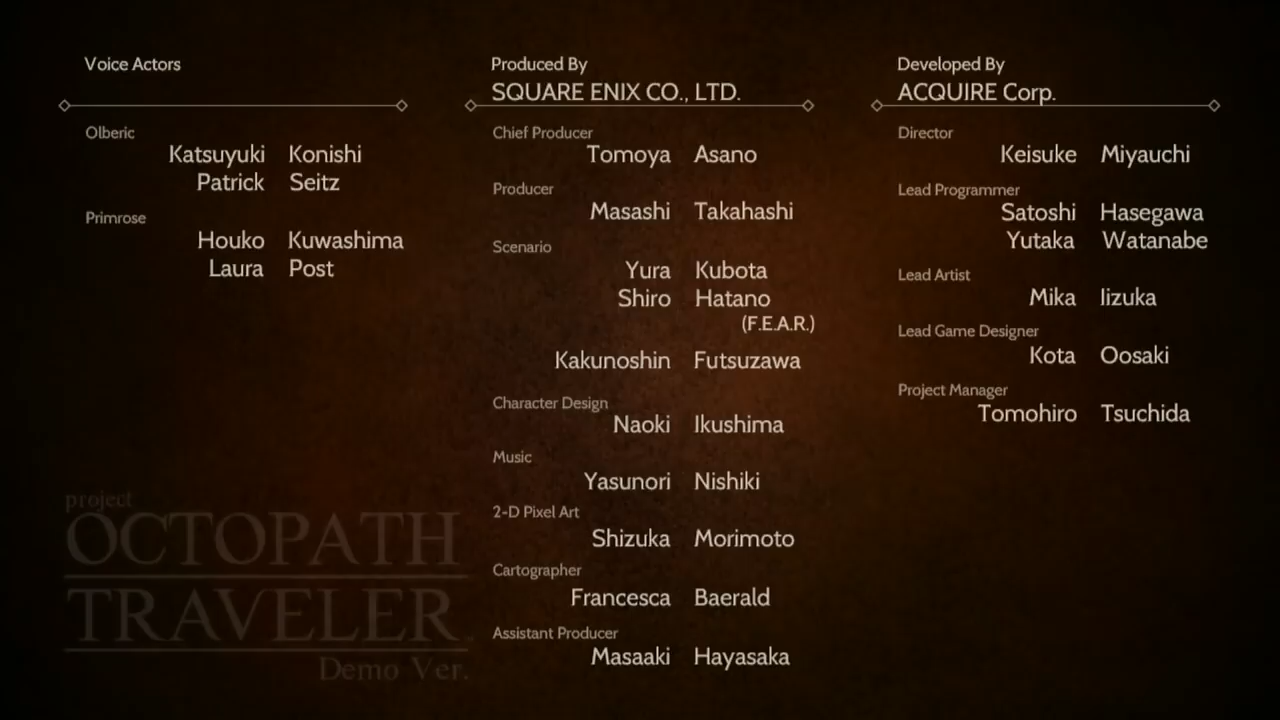 Voice Actors
Olberic
Katsuyuki Konishi
Patrick Seitz
Primrose
Houko Kuwashima
Laura Post
project
OCTOPATH
TRAVELER
Demo Ver.
Produced By
SQUARE ENIX CO., LTD.
Chief Producer
Tomoya Asano
Producer
Masashi Takahashi
Scenario
Yura Kubota
Shiro Hatano
(F.E.A.R.)
Kakunoshin Futsuzawa
Character Design
Naoki Ikushima
Music
Yasunori Nishiki
2-D Pixel Art
Shizuka Morimoto
Cartographer
Francesca Baerald
Assistant Producer
Masaaki Hayasaka
Developed By
ACQUIRE Corp.
Director
Keisuke Miyauchi
Lead Programmer
Satoshi Hasegawa
Yutaka Watanabe
Lead Artist
Mika Iizuka
Lead Game Designer
Kota Oosaki
Project Manager
Tomohiro Tsuchida